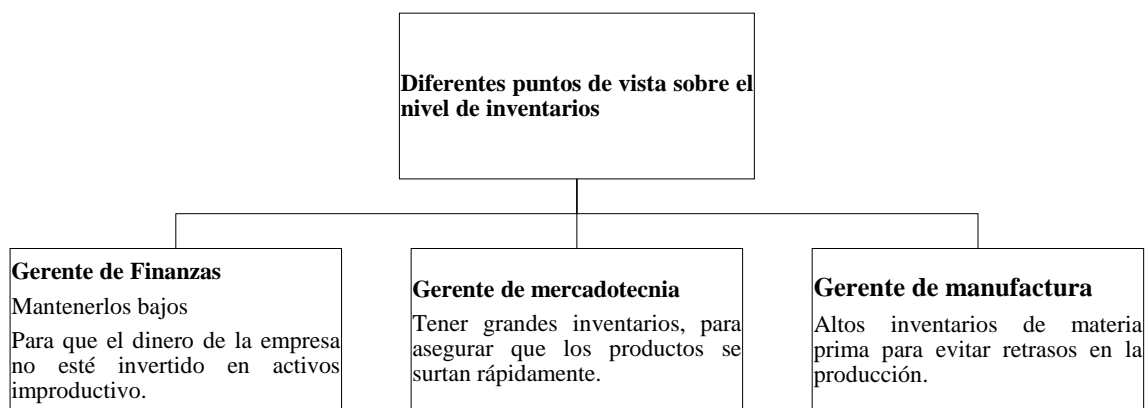 Diferentes puntos de vista sobre el
nivel de inventarios
Gerente de Finanzas
Mantenerlos bajos
Para que el dinero de la empresa
no esté invertido en activos
improductivo.
Gerente de mercadotecnia
Tener grandes inventarios, para
asegurar que los productos se
surtan rápidamente.
Gerente de manufactura
Altos inventarios de materia
prima para evitar retrasos en la
producción.